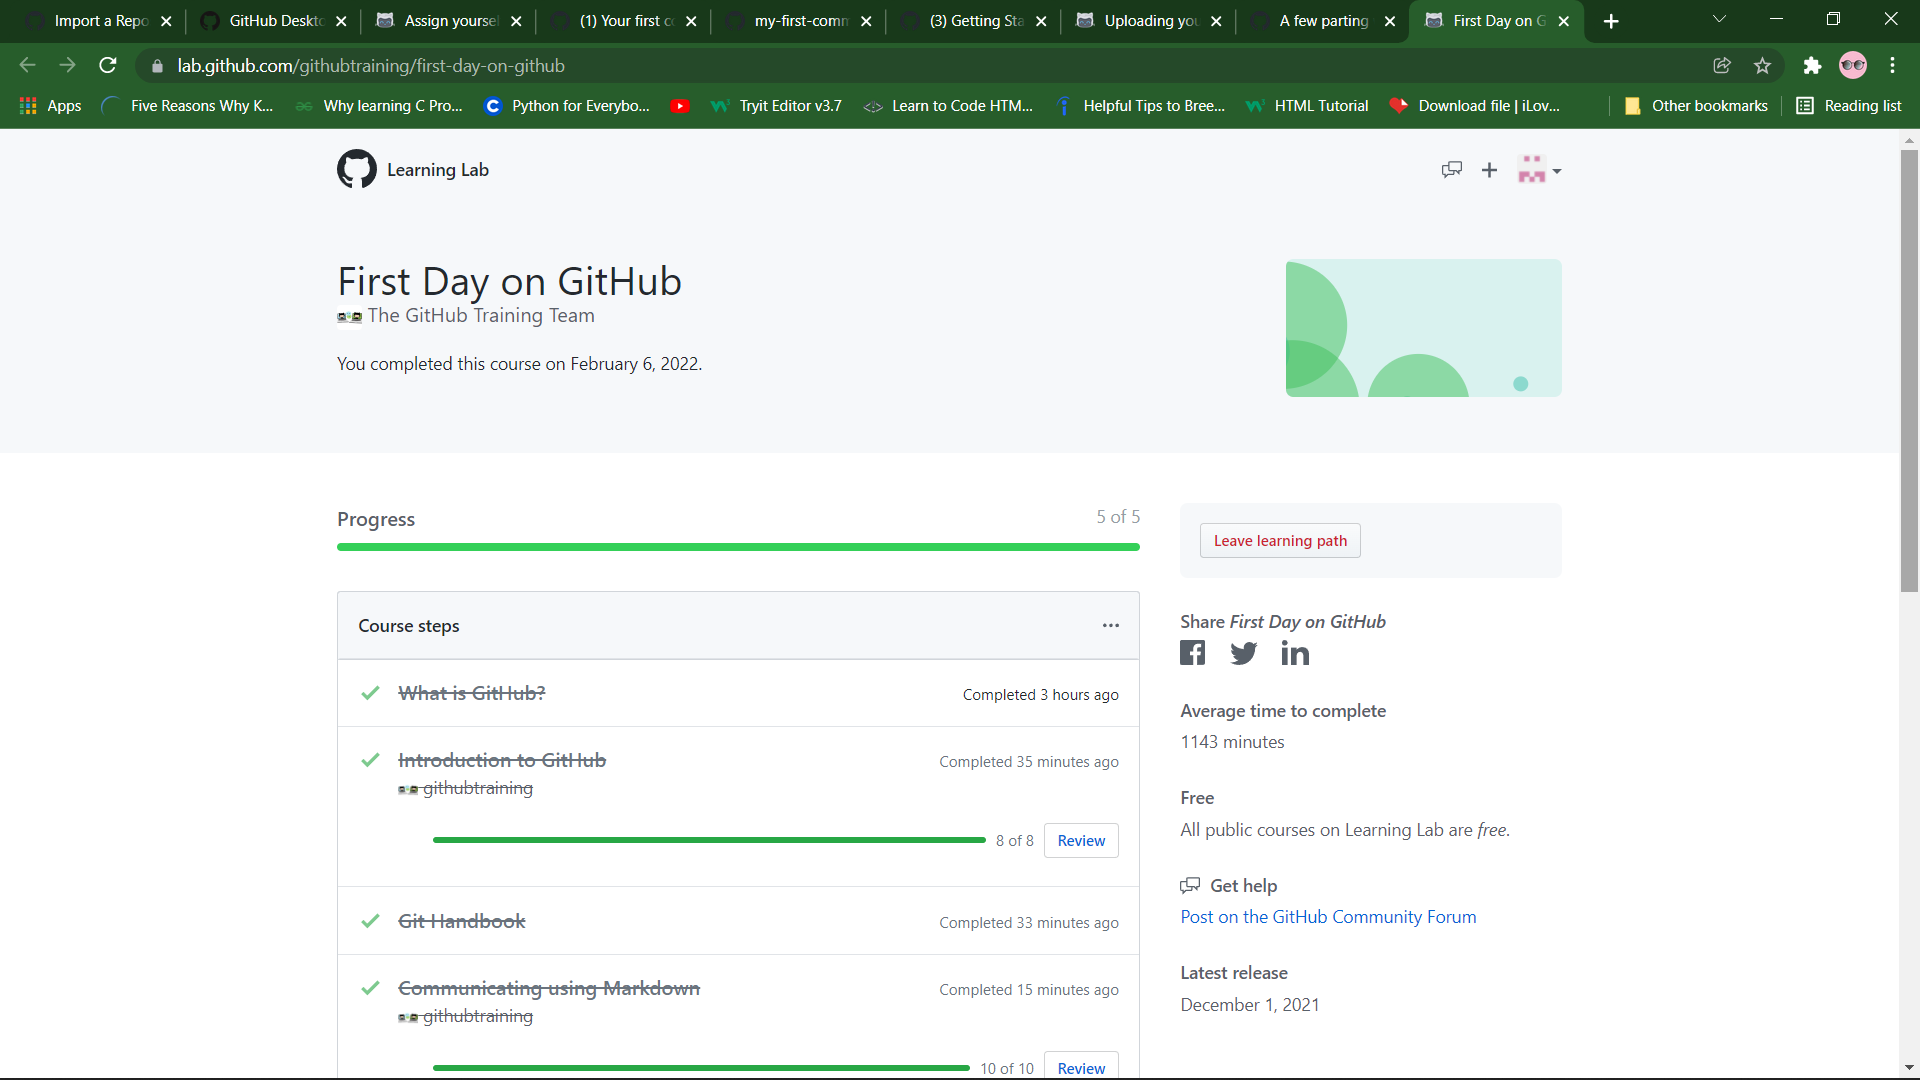 Import a Repo
GitHub Deskto
Assign yoursel
(1) Your first co
my-first-comm
(3) Getting Sta
Uploading you
A few parting
First Day on G
lab.github.com/githubtraining/first-day-on-github
Apps
Five Reasons Why K...
Why learning C Pro...
Python for Everybo...
Tryit Editor v3.7
Learn to Code HTM...
Helpful Tips to Bree...
HTML Tutorial
Download file | iLov...
Other bookmarks
Reading list
Learning Lab
First Day on GitHub
The GitHub Training Team
You completed this course on February 6, 2022.
Progress
5 of 5
Leave learning path
Course steps
Share First Day on GitHub
What is GitHub?
Completed 3 hours ago
Average time to complete
1143 minutes
Introduction to GitHub
Completed 35 minutes ago
githubtraining
8 of 8
Review
Free
All public courses on Learning Lab are free.
Git Handbook
Completed 33 minutes ago
Get help
Post on the GitHub Community Forum
Communicating using Markdown
Completed 15 minutes ago
githubtraining
10 of 10
Review
Latest release
December 1, 2021